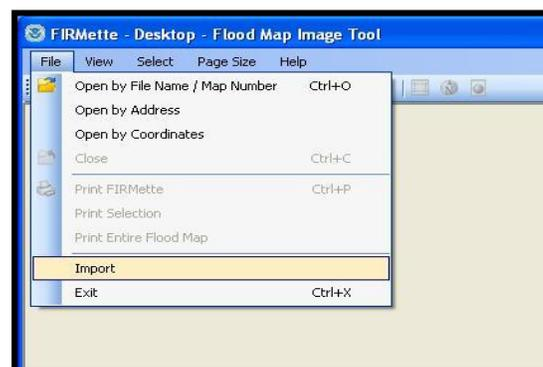 FIRMette - Desktop - Flood Map Image Tool
File View Select Page Size Help
Open by File Name / Map Number Ctrl+O
Open by Address
Open by Coordinates
Close Ctrl+C
Print FIRMette Ctrl+P
Print Selection
Print Entire Flood Map
Import
Exit Ctrl+X